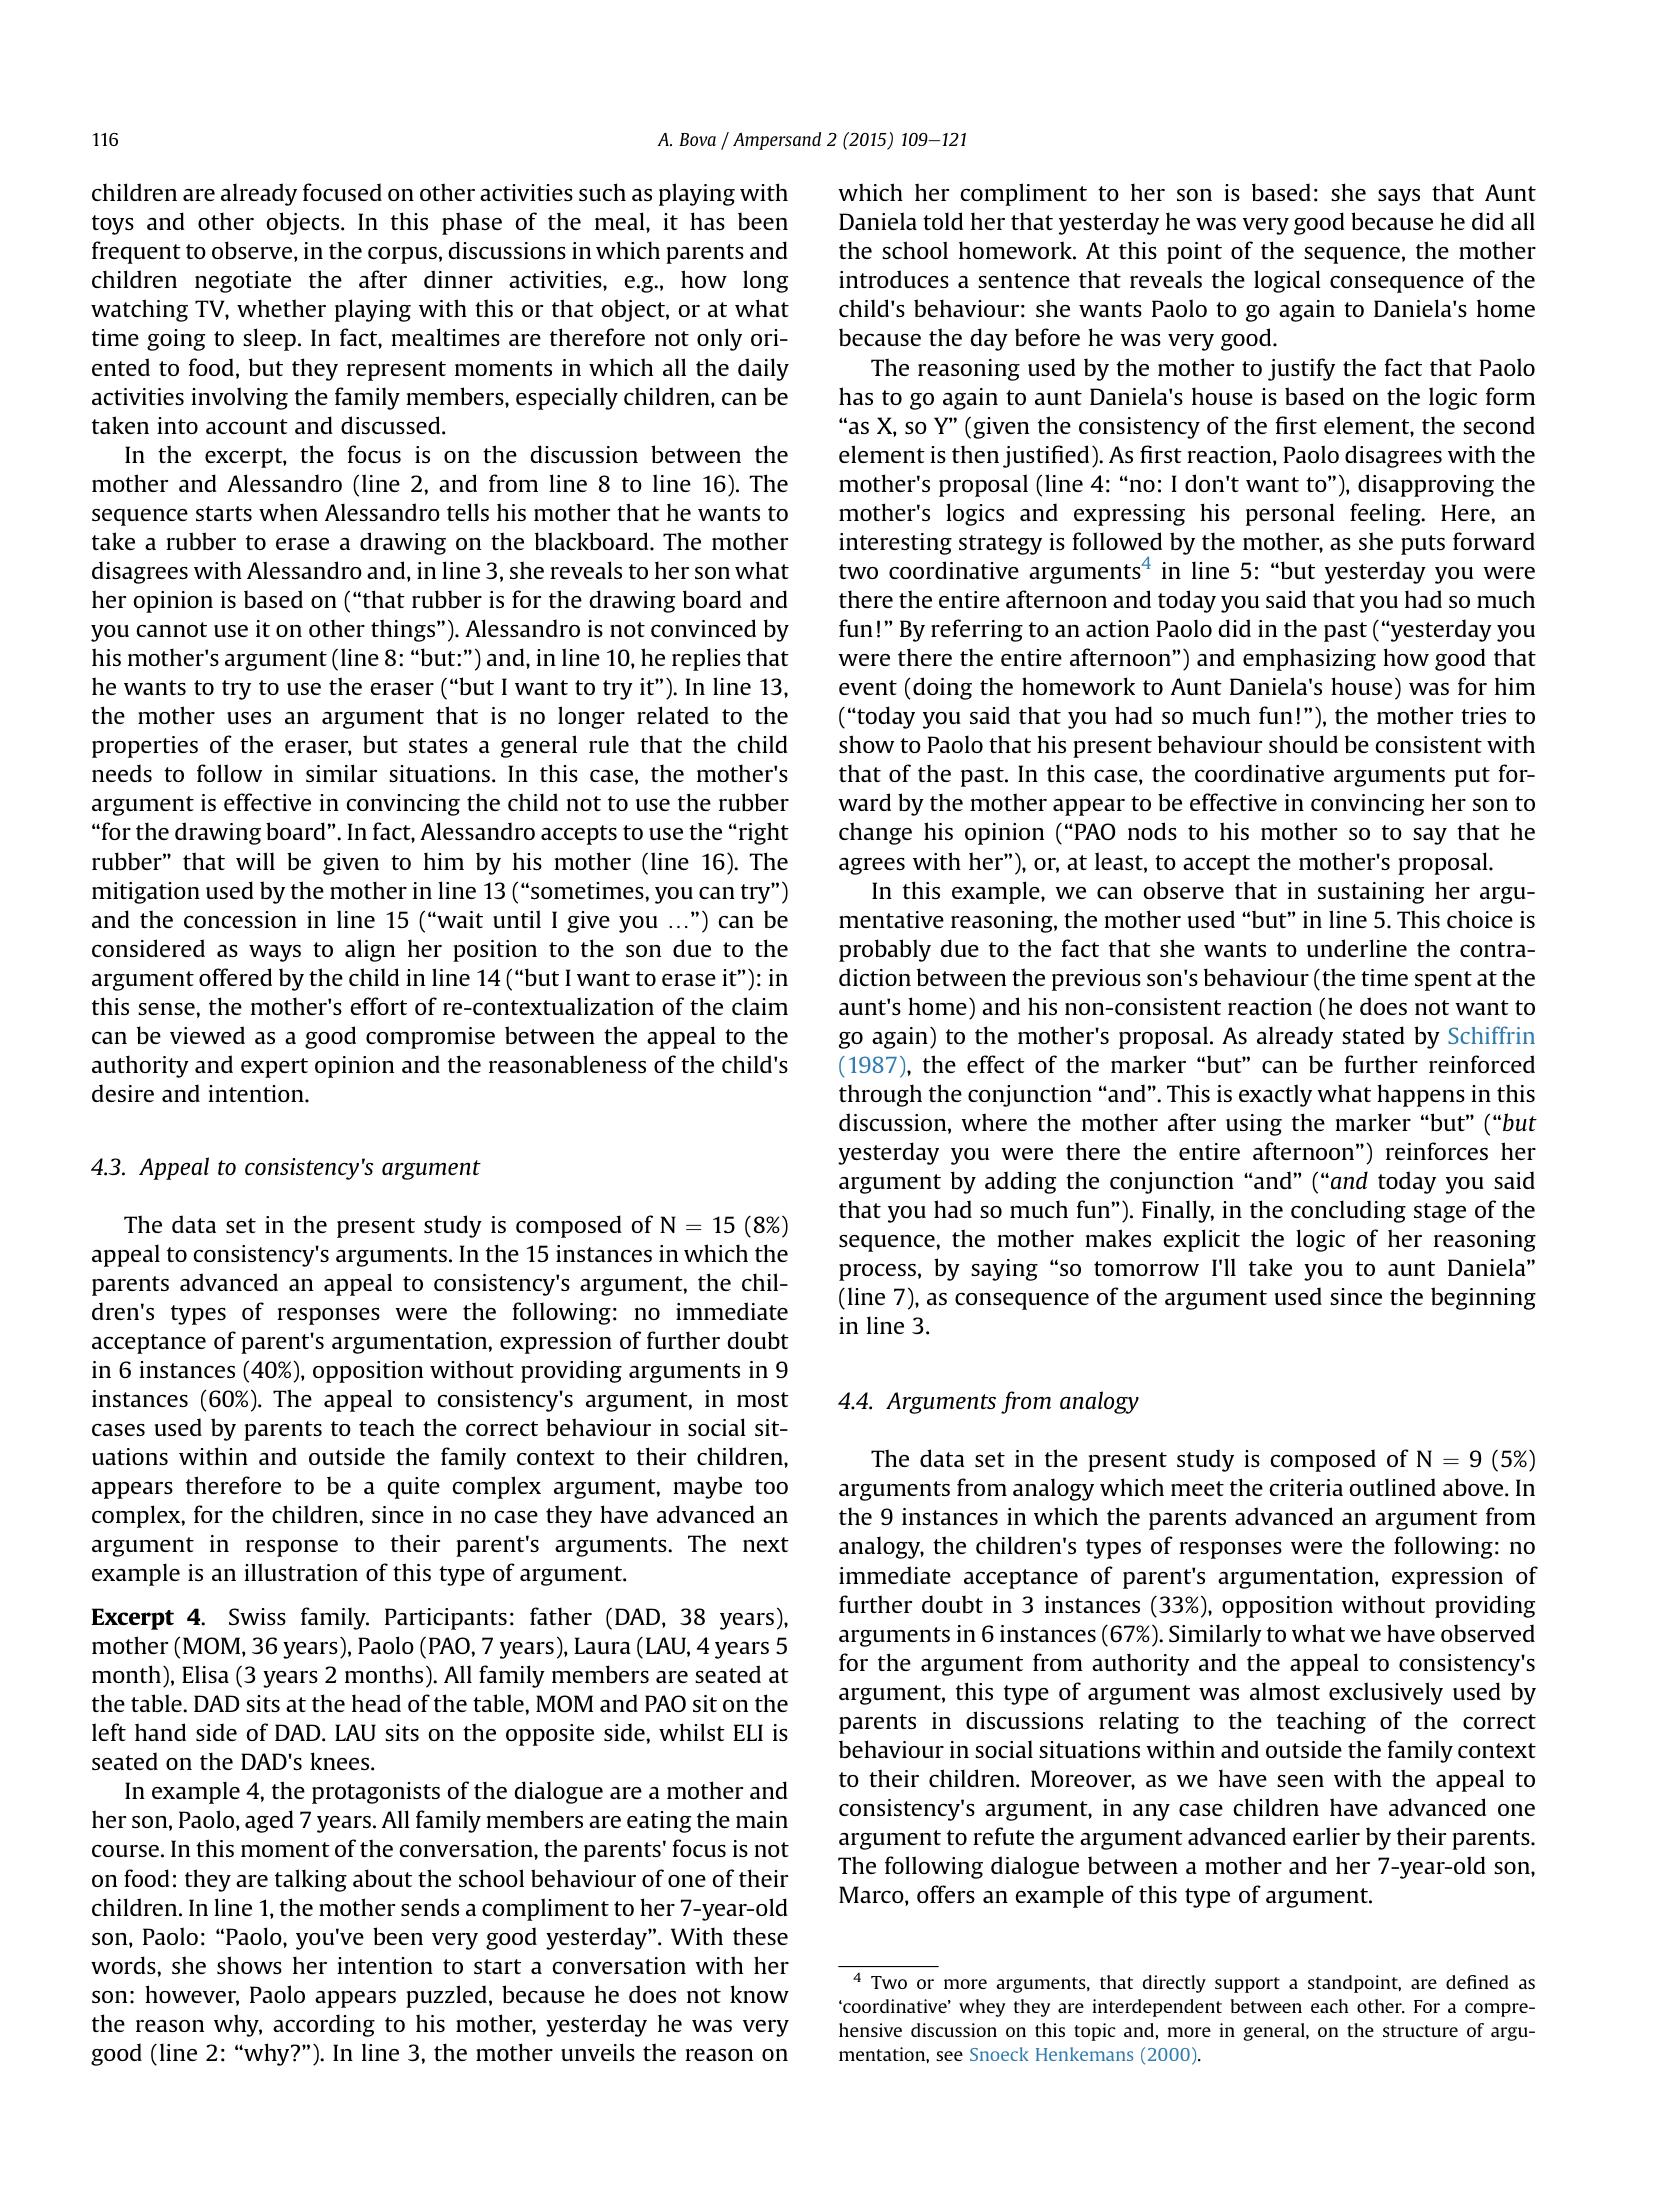 116
A. Bova / Ampersand 2 (2015) 109–121
children are already focused on other activities such as playing with
toys and other objects. In this phase of the meal, it has been
frequent to observe, in the corpus, discussions in which parents and
children negotiate the after dinner activities, e.g., how long
watching TV, whether playing with this or that object, or at what
time going to sleep. In fact, mealtimes are therefore not only ori-
ented to food, but they represent moments in which all the daily
activities involving the family members, especially children, can be
taken into account and discussed.
In the excerpt, the focus is on the discussion between the
mother and Alessandro (line 2, and from line 8 to line 16). The
sequence starts when Alessandro tells his mother that he wants to
take a rubber to erase a drawing on the blackboard. The mother
disagrees with Alessandro and, in line 3, she reveals to her son what
her opinion is based on (“that rubber is for the drawing board and
you cannot use it on other things”). Alessandro is not convinced by
his mother's argument (line 8: “but:”) and, in line 10, he replies that
he wants to try to use the eraser (“but I want to try it”). In line 13,
the mother uses an argument that is no longer related to the
properties of the eraser, but states a general rule that the child
needs to follow in similar situations. In this case, the mother's
argument is effective in convincing the child not to use the rubber
“for the drawing board”. In fact, Alessandro accepts to use the “right
rubber” that will be given to him by his mother (line 16). The
mitigation used by the mother in line 13 (“sometimes, you can try”)
and the concession in line 15 (“wait until I give you …”) can be
considered as ways to align her position to the son due to the
argument offered by the child in line 14 (“but I want to erase it”): in
this sense, the mother's effort of re-contextualization of the claim
can be viewed as a good compromise between the appeal to the
authority and expert opinion and the reasonableness of the child's
desire and intention.
4.3. Appeal to consistency's argument
The data set in the present study is composed of N = 15 (8%)
appeal to consistency's arguments. In the 15 instances in which the
parents advanced an appeal to consistency's argument, the chil-
dren's types of responses were the following: no immediate
acceptance of parent's argumentation, expression of further doubt
in 6 instances (40%), opposition without providing arguments in 9
instances (60%). The appeal to consistency's argument, in most
cases used by parents to teach the correct behaviour in social sit-
uations within and outside the family context to their children,
appears therefore to be a quite complex argument, maybe too
complex, for the children, since in no case they have advanced an
argument in response to their parent's arguments. The next
example is an illustration of this type of argument.
Excerpt 4. Swiss family. Participants: father (DAD, 38 years),
mother (MOM, 36 years), Paolo (PAO, 7 years), Laura (LAU, 4 years 5
month), Elisa (3 years 2 months). All family members are seated at
the table. DAD sits at the head of the table, MOM and PAO sit on the
left hand side of DAD. LAU sits on the opposite side, whilst ELI is
seated on the DAD's knees.
In example 4, the protagonists of the dialogue are a mother and
her son, Paolo, aged 7 years. All family members are eating the main
course. In this moment of the conversation, the parents' focus is not
on food: they are talking about the school behaviour of one of their
children. In line 1, the mother sends a compliment to her 7-year-old
son, Paolo: “Paolo, you've been very good yesterday”. With these
words, she shows her intention to start a conversation with her
son: however, Paolo appears puzzled, because he does not know
the reason why, according to his mother, yesterday he was very
good (line 2: “why?”). In line 3, the mother unveils the reason on
which her compliment to her son is based: she says that Aunt
Daniela told her that yesterday he was very good because he did all
the school homework. At this point of the sequence, the mother
introduces a sentence that reveals the logical consequence of the
child's behaviour: she wants Paolo to go again to Daniela's home
because the day before he was very good.
The reasoning used by the mother to justify the fact that Paolo
has to go again to aunt Daniela's house is based on the logic form
“as X, so Y” (given the consistency of the first element, the second
element is then justified). As first reaction, Paolo disagrees with the
mother's proposal (line 4: “no: I don't want to”), disapproving the
mother's logics and expressing his personal feeling. Here, an
interesting strategy is followed by the mother, as she puts forward
two coordinative arguments4 in line 5: “but yesterday you were
there the entire afternoon and today you said that you had so much
fun!” By referring to an action Paolo did in the past (“yesterday you
were there the entire afternoon”) and emphasizing how good that
event (doing the homework to Aunt Daniela's house) was for him
(“today you said that you had so much fun!”), the mother tries to
show to Paolo that his present behaviour should be consistent with
that of the past. In this case, the coordinative arguments put for-
ward by the mother appear to be effective in convincing her son to
change his opinion (“PAO nods to his mother so to say that he
agrees with her”), or, at least, to accept the mother's proposal.
In this example, we can observe that in sustaining her argu-
mentative reasoning, the mother used “but” in line 5. This choice is
probably due to the fact that she wants to underline the contra-
diction between the previous son's behaviour (the time spent at the
aunt's home) and his non-consistent reaction (he does not want to
go again) to the mother's proposal. As already stated by Schiffrin
(1987), the effect of the marker “but” can be further reinforced
through the conjunction “and”. This is exactly what happens in this
discussion, where the mother after using the marker “but” (“but
yesterday you were there the entire afternoon”) reinforces her
argument by adding the conjunction “and” (“and today you said
that you had so much fun”). Finally, in the concluding stage of the
sequence, the mother makes explicit the logic of her reasoning
process, by saying “so tomorrow I'll take you to aunt Daniela”
(line 7), as consequence of the argument used since the beginning
in line 3.
4.4. Arguments from analogy
The data set in the present study is composed of N = 9 (5%)
arguments from analogy which meet the criteria outlined above. In
the 9 instances in which the parents advanced an argument from
analogy, the children's types of responses were the following: no
immediate acceptance of parent's argumentation, expression of
further doubt in 3 instances (33%), opposition without providing
arguments in 6 instances (67%). Similarly to what we have observed
for the argument from authority and the appeal to consistency's
argument, this type of argument was almost exclusively used by
parents in discussions relating to the teaching of the correct
behaviour in social situations within and outside the family context
to their children. Moreover, as we have seen with the appeal to
consistency's argument, in any case children have advanced one
argument to refute the argument advanced earlier by their parents.
The following dialogue between a mother and her 7-year-old son,
Marco, offers an example of this type of argument.
4 Two or more arguments, that directly support a standpoint, are defined as
‘coordinative’ whey they are interdependent between each other. For a compre-
hensive discussion on this topic and, more in general, on the structure of argu-
mentation, see Snoeck Henkemans (2000).